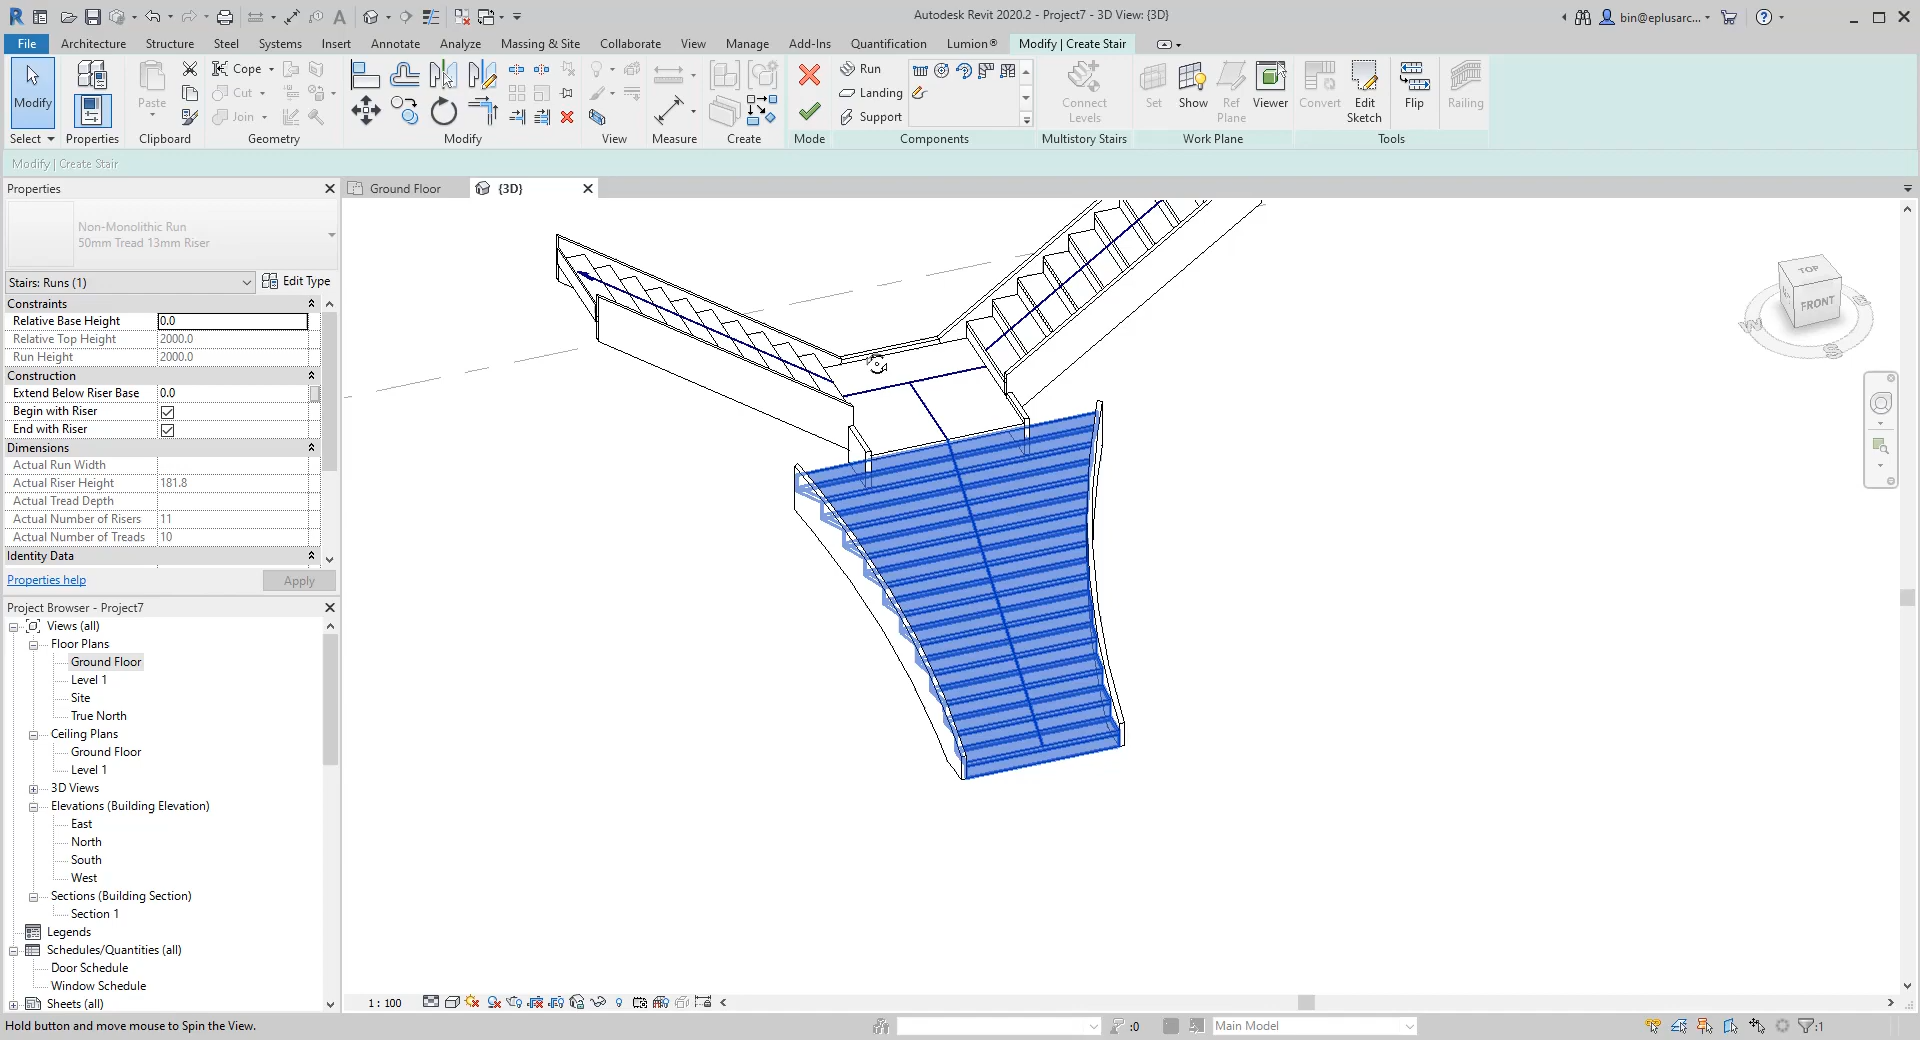 Autodesk Revit 2020.2 - Project7 - 3D View: {3D}
bin@eplusarc...
File Architecture Structure Steel Systems Insert Annotate Analyze Massing & Site Collaborate View Manage Add-Ins Quantification Lumion® Modify | Create Stair
Modify
Paste
Cope
Cut
Join
Run
Landing
Support
Connect Levels
Set
Show
Ref Plane
Viewer
Convert
Edit Sketch
Flip
Railing
Select Properties Clipboard Geometry Modify View Measure Create Mode Components Multistory Stairs Work Plane Tools
Modify | Create Stair
Properties
Ground Floor
{3D}
Non-Monolithic Run
50mm Tread 13mm Riser
Stairs: Runs (1)
Edit Type
Constraints
Relative Base Height 0.0
Relative Top Height 2000.0
Run Height 2000.0
Construction
Extend Below Riser Base 0.0
Begin with Riser
End with Riser
Dimensions
Actual Run Width
Actual Riser Height 181.8
Actual Tread Depth
Actual Number of Risers 11
Actual Number of Treads 10
Identity Data
Properties help
Apply
Project Browser - Project7
Views (all)
Floor Plans
Ground Floor
Level 1
Site
True North
Ceiling Plans
Ground Floor
Level 1
3D Views
Elevations (Building Elevation)
East
North
South
West
Sections (Building Section)
Section 1
Legends
Schedules/Quantities (all)
Door Schedule
Window Schedule
Sheets (all)
TOP
FRONT
W
S
1 : 100
Hold button and move mouse to Spin the View.
:0
Main Model
:1